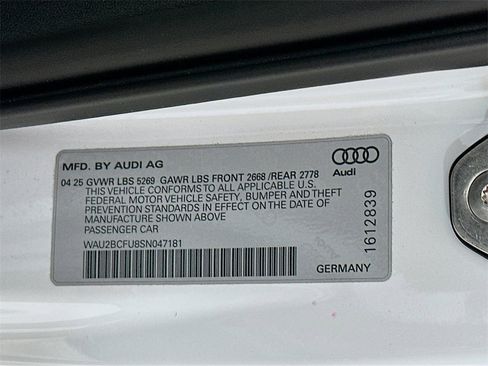 MFD. BY AUDI AG
Audi
04 25 GVWR LBS 5269 GAWR LBS FRONT 2668 /REAR 2778
THIS VEHICLE CONFORMS TO ALL APPLICABLE U.S.
FEDERAL MOTOR VEHICLE SAFETY, BUMPER AND THEFT
PREVENTION STANDARDS IN EFFECT ON THE DATE OF
MANUFACTURE SHOWN ABOVE
PASSENGER CAR
WAU2BCFU8SN047181
GERMANY
1612839